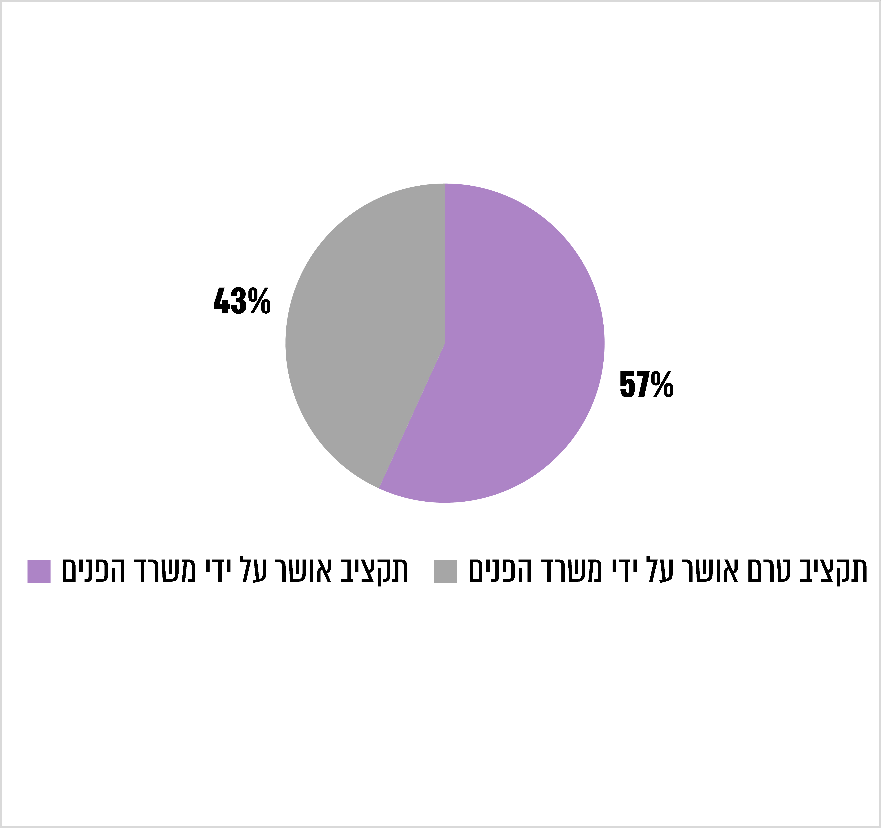 43%
57%
תקציב אושר על ידי משרד הפנים
תקציב טרם אושר על ידי משרד הפנים